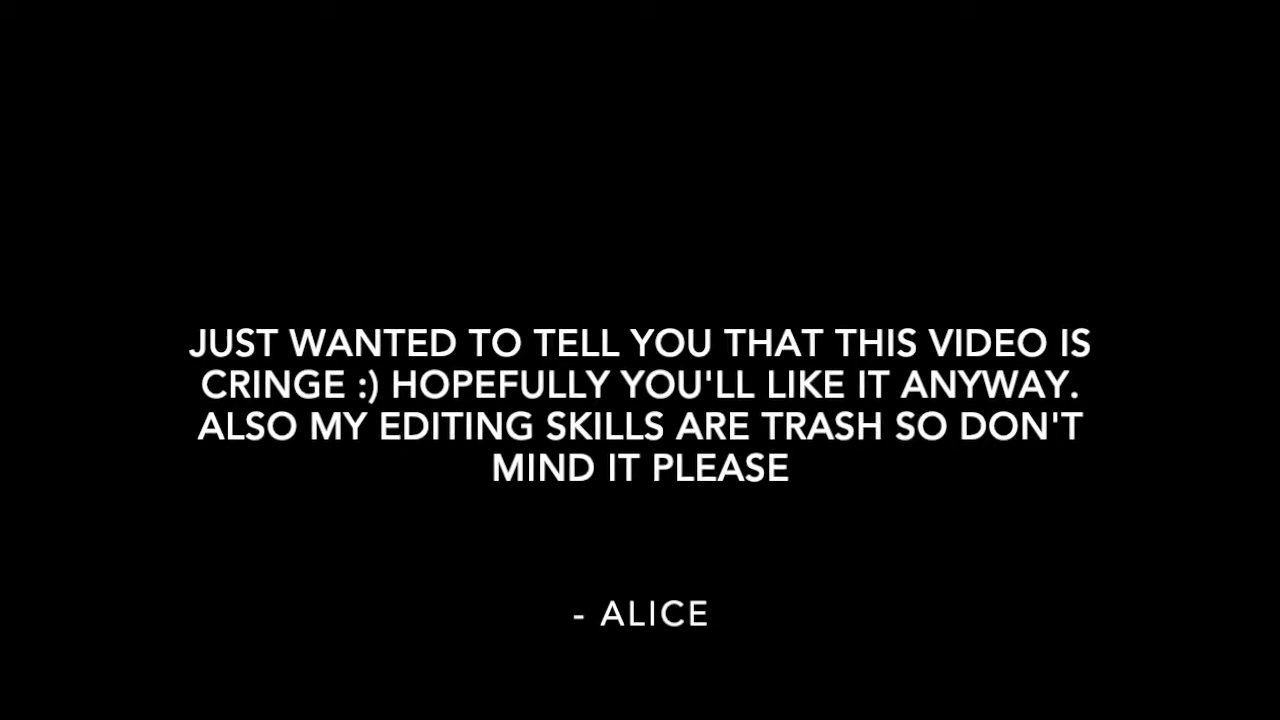 JUST WANTED TO TELL YOU THAT THIS VIDEO IS
CRINGE :) HOPEFULLY YOU'LL LIKE IT ANYWAY.
ALSO MY EDITING SKILLS ARE TRASH SO DON'T
MIND IT PLEASE
- ALICE